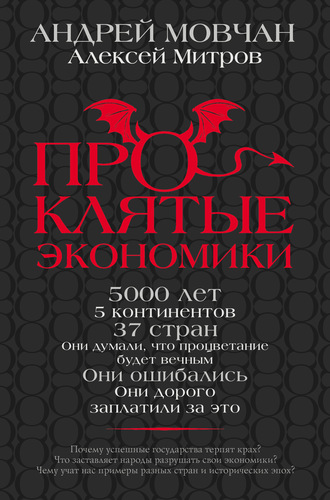 АНДРЕЙ МОВЧАН
Алексей Митров
ПРО
КЛЯТЫЕ
ЭКОНОМИКИ
5000 лет
5 континентов
37 стран
Они думали, что процветание
будет вечным
Они ошибались
Они дорого
заплатили за это
Почему успешные государства терпят крах?
Что заставляет народы разрушать свои экономики?
Чему учат нас примеры разных стран и исторических эпох?